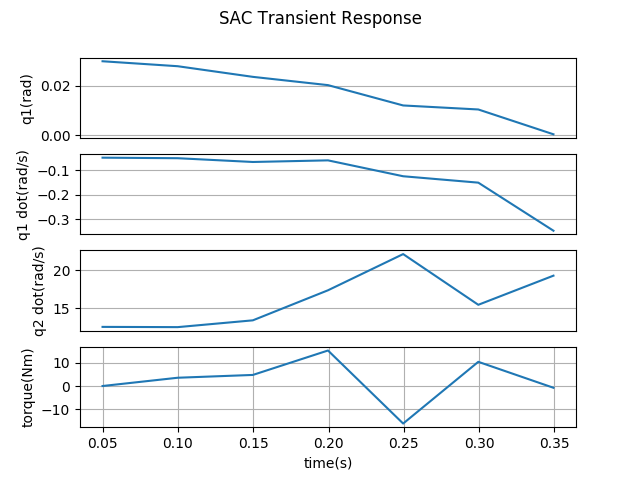 SAC Transient Response
q1(rad)
0.02
0.00
q1 dot(rad/s)
−0.1
−0.2
−0.3
q2 dot(rad/s)
20
15
torque(Nm)
10
0
−10
0.05 0.10 0.15 0.20 0.25 0.30 0.35
time(s)